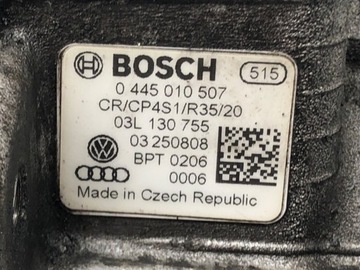 BOSCH 515
0 445 010 507
CR/CP4S1/R35/20
03L 130 755
03 250808
BPT 0206
0006
Made in Czech Republic